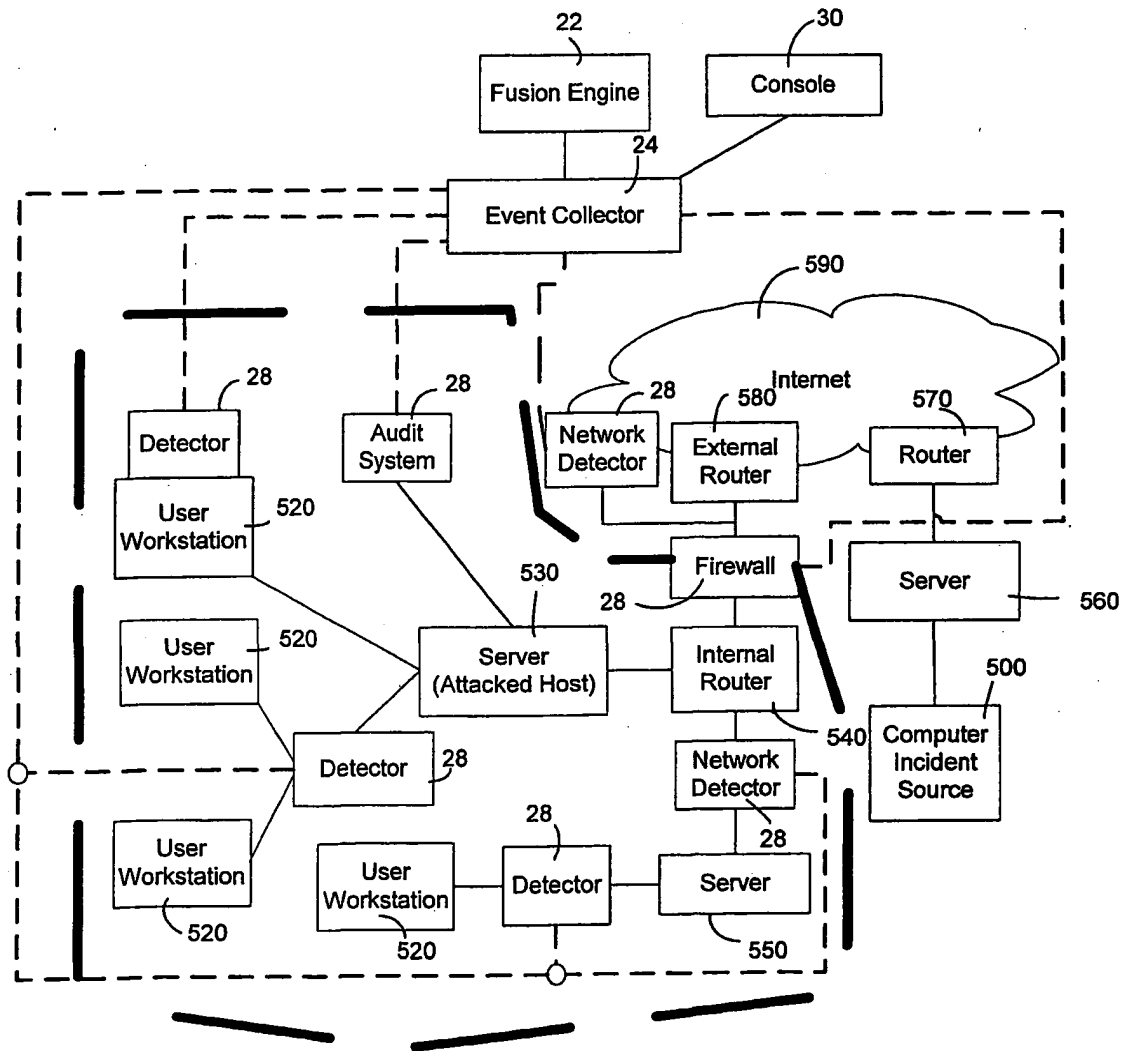 22
30
Fusion Engine
Console
24
Event Collector
590
Internet
28
28
28
580
570
Detector
Audit
System
Network
Detector
External
Router
Router
520
User
Workstation
530
Firewall
28
Server
560
520
User
Workstation
Server
(Attacked Host)
Internal
Router
540
500
Computer
Incident
Source
Detector
28
Network
Detector
28
User
Workstation
520
28
User
Workstation
520
Detector
Server
550